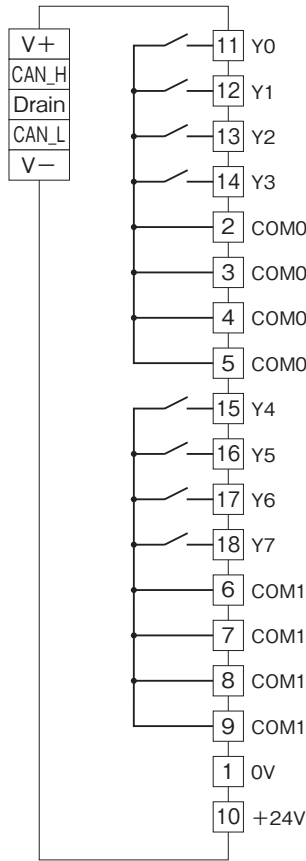 V+
CAN_H
Drain
CAN_L
V−
11 Y0
12 Y1
13 Y2
14 Y3
2 COM0
3 COM0
4 COM0
5 COM0
15 Y4
16 Y5
17 Y6
18 Y7
6 COM1
7 COM1
8 COM1
9 COM1
1 0V
10 +24V